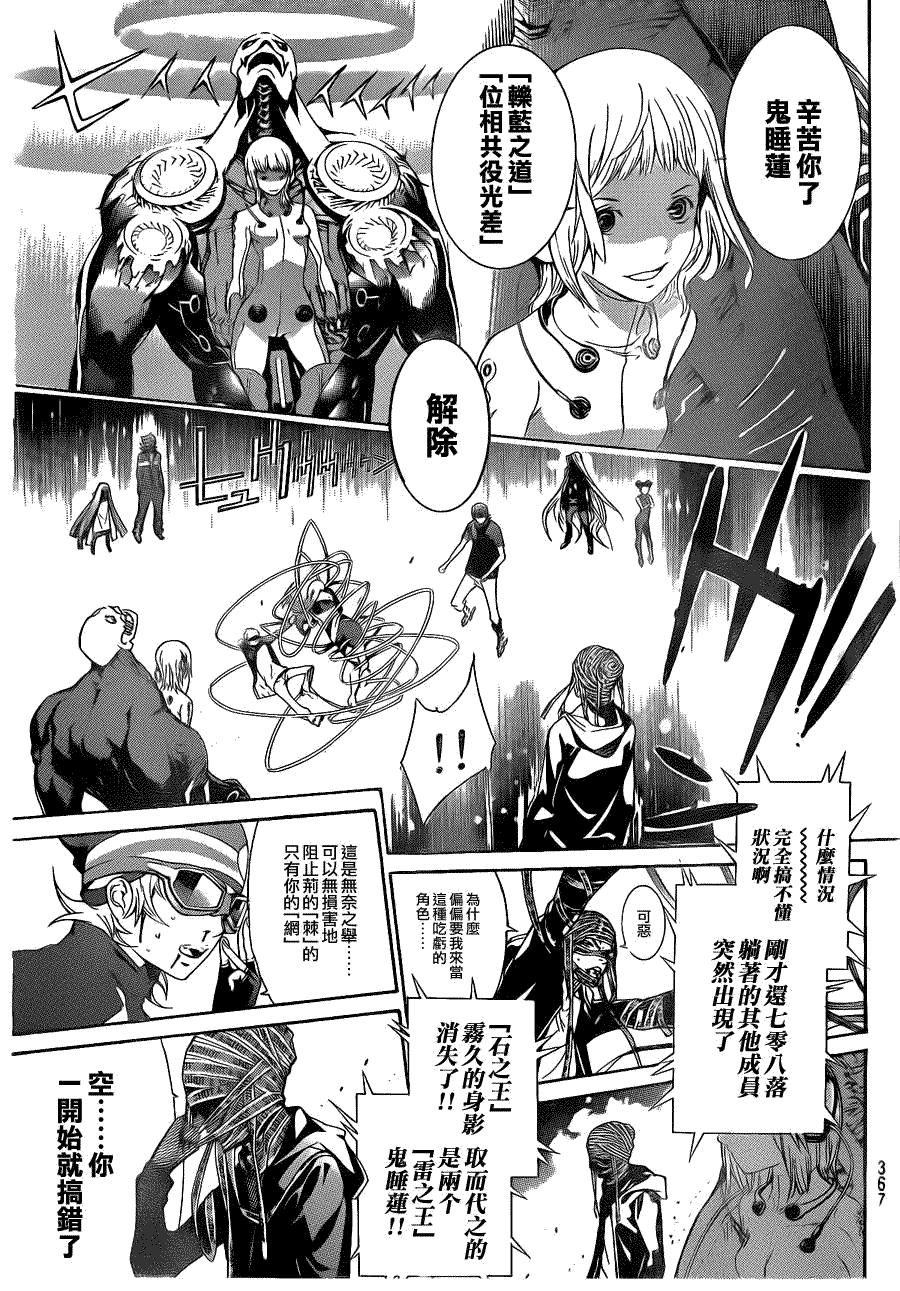 辛苦你了
鬼睡蓮
「轢藍之道」
「位相共役光差」
解除
!!
什麼情況
完全搞不懂
狀況啊
剛才還七零八落
躺著的其他成員
突然出現了
可惡
為什麼
偏偏要我來當
這種吃虧的
角色……
這是無奈之舉……
可以無損害地
阻止荊的「棘」的
只有你的「網」
「石之王」
霧久的身影
消失了!!
取而代之的
是兩個
「雷之王」
鬼睡蓮!!
空……你
一開始就搞錯了
367